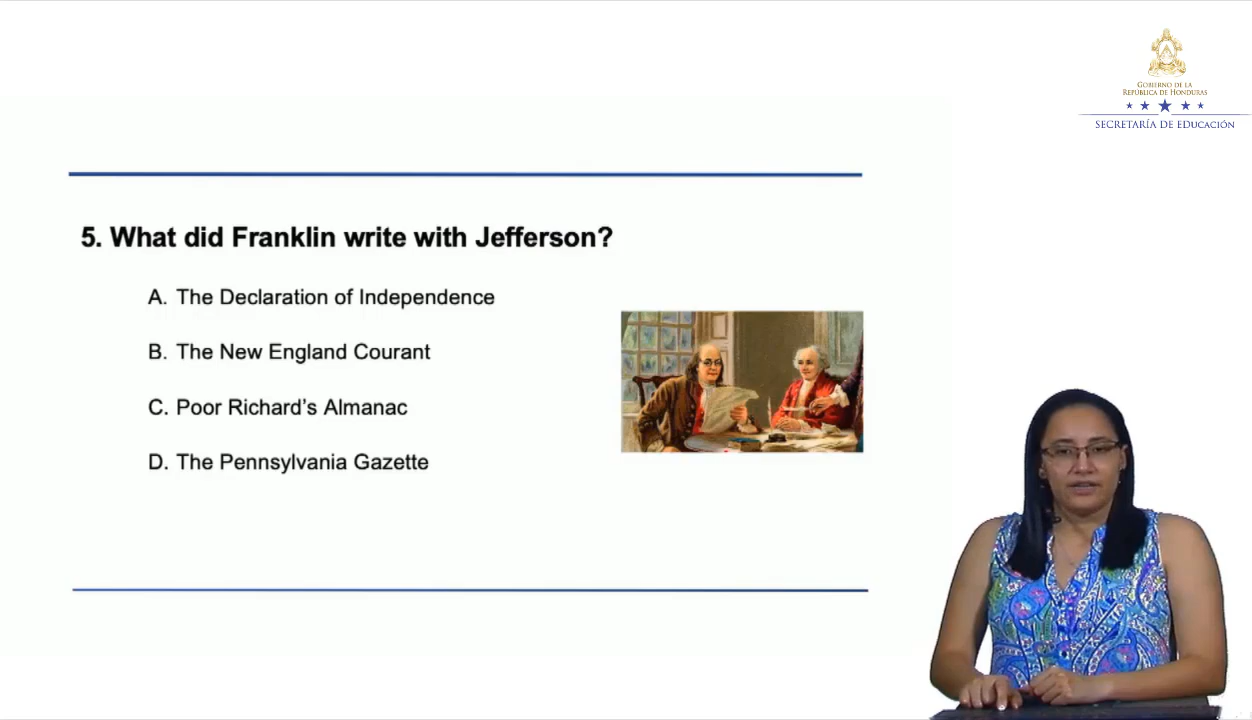 GOBIERNO DE LA
REPÚBLICA DE HONDURAS
SECRETARÍA DE EDUCACIÓN
5. What did Franklin write with Jefferson?
A. The Declaration of Independence
B. The New England Courant
C. Poor Richard’s Almanac
D. The Pennsylvania Gazette